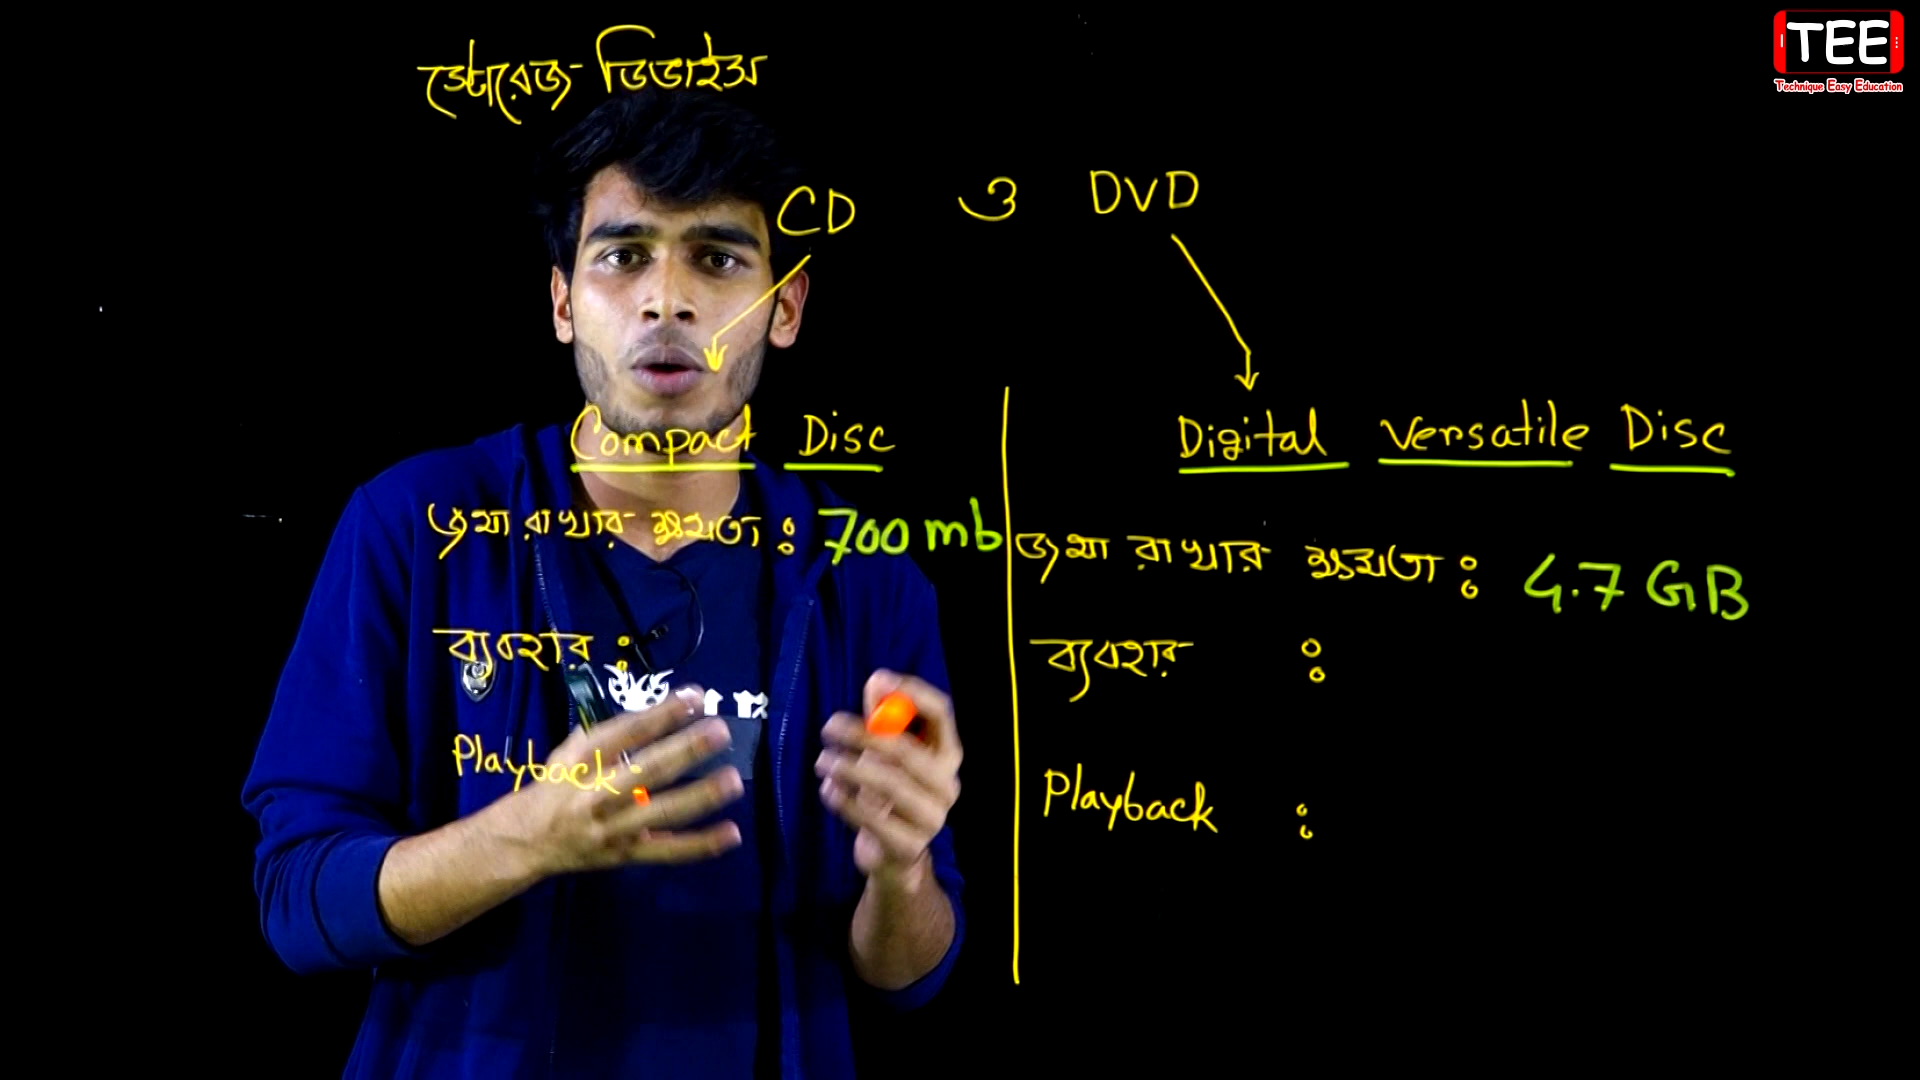 স্টোরেজ ডিভাইস
TEE
Technique Easy Education
CD ও DVD
Compact Disc
জমা রাখার ক্ষমতা : 700 mb
ব্যবহার :
Playback :
Digital Versatile Disc
জমা রাখার ক্ষমতা : 4.7 GB
ব্যবহার :
Playback :